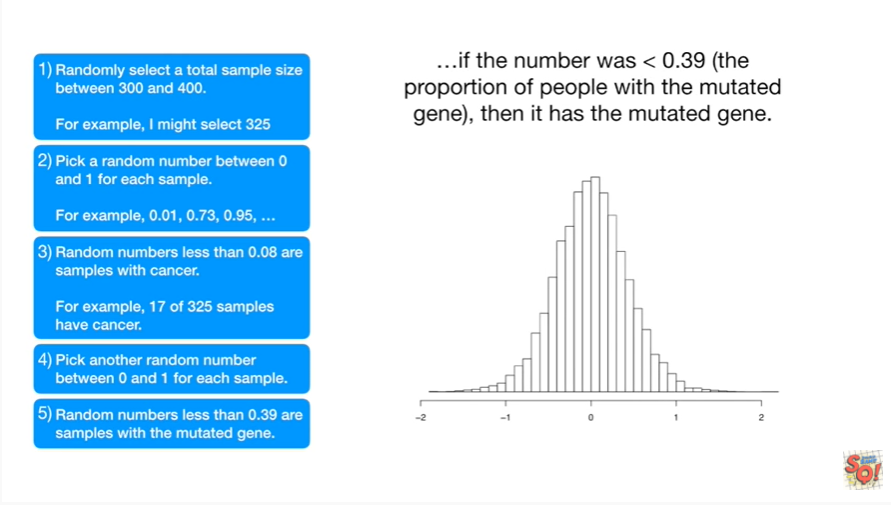 1) Randomly select a total sample size
between 300 and 400.
For example, I might select 325
2) Pick a random number between 0
and 1 for each sample.
For example, 0.01, 0.73, 0.95, …
3) Random numbers less than 0.08 are
samples with cancer.
For example, 17 of 325 samples
have cancer.
4) Pick another random number
between 0 and 1 for each sample.
5) Random numbers less than 0.39 are
samples with the mutated gene.
…if the number was < 0.39 (the
proportion of people with the mutated
gene), then it has the mutated gene.
-2 -1 0 1 2
SQ!